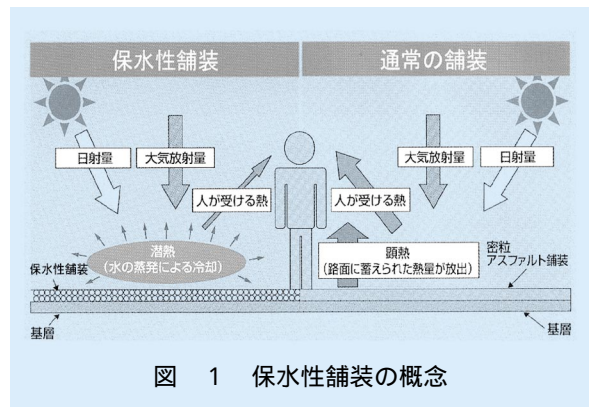 保水性舗装
通常の舗装
日射量
大気放射量
大気放射量
日射量
人が受ける熱
人が受ける熱
潜熱
(水の蒸発による冷却)
顕熱
(路面に蓄えられた熱量が放出)
密粒
アスファルト舗装
保水性舗装
基層
基層
図 1 保水性舗装の概念